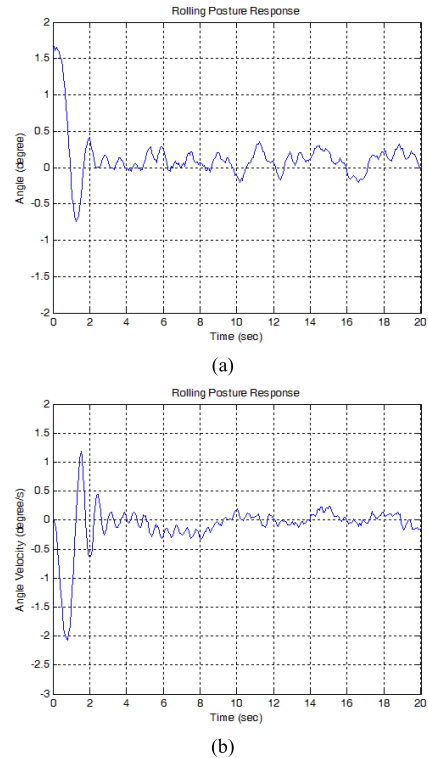 Rolling Posture Response
2
1.5
1
0.5
0
-0.5
-1
-1.5
-2
Angle (degree)
0 2 4 6 8 10 12 14 16 18 20
Time (sec)
(a)
Rolling Posture Response
2
1.5
1
0.5
0
-0.5
-1
-1.5
-2
-2.5
-3
Angle Velocity (degree/s)
0 2 4 6 8 10 12 14 16 18 20
Time (sec)
(b)